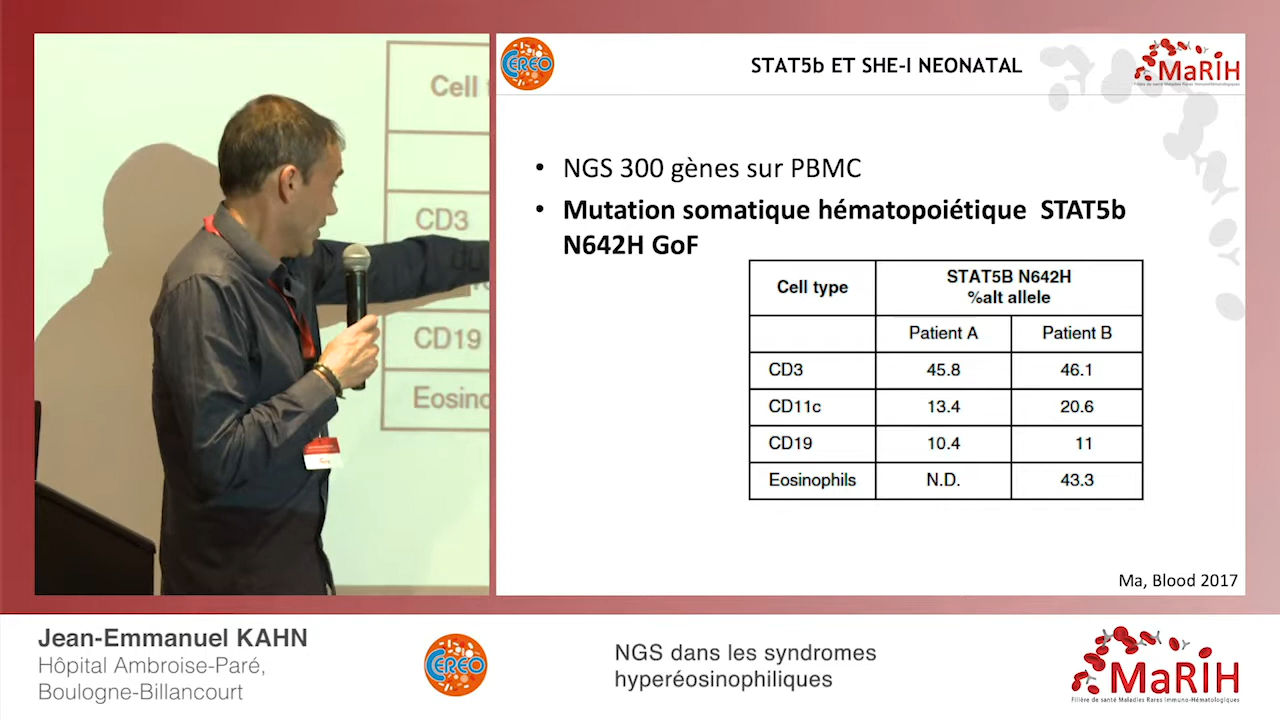 Cell
CD3
CD19
Eosino
CEREO
STAT5b ET SHE-I NEONATAL
MaRIH
Filière de santé Maladies Rares Immuno-Hématologiques
• NGS 300 gènes sur PBMC
• Mutation somatique hématopoiétique STAT5b
N642H GoF
Cell type
STAT5B N642H
%alt allele
Patient A
Patient B
CD3 45.8 46.1
CD11c 13.4 20.6
CD19 10.4 11
Eosinophils N.D. 43.3
Ma, Blood 2017
Jean-Emmanuel KAHN
Hôpital Ambroise-Paré,
Boulogne-Billancourt
CEREO
NGS dans les syndromes
hyperéosinophiliques
MaRIH
Filière de santé Maladies Rares Immuno-Hématologiques